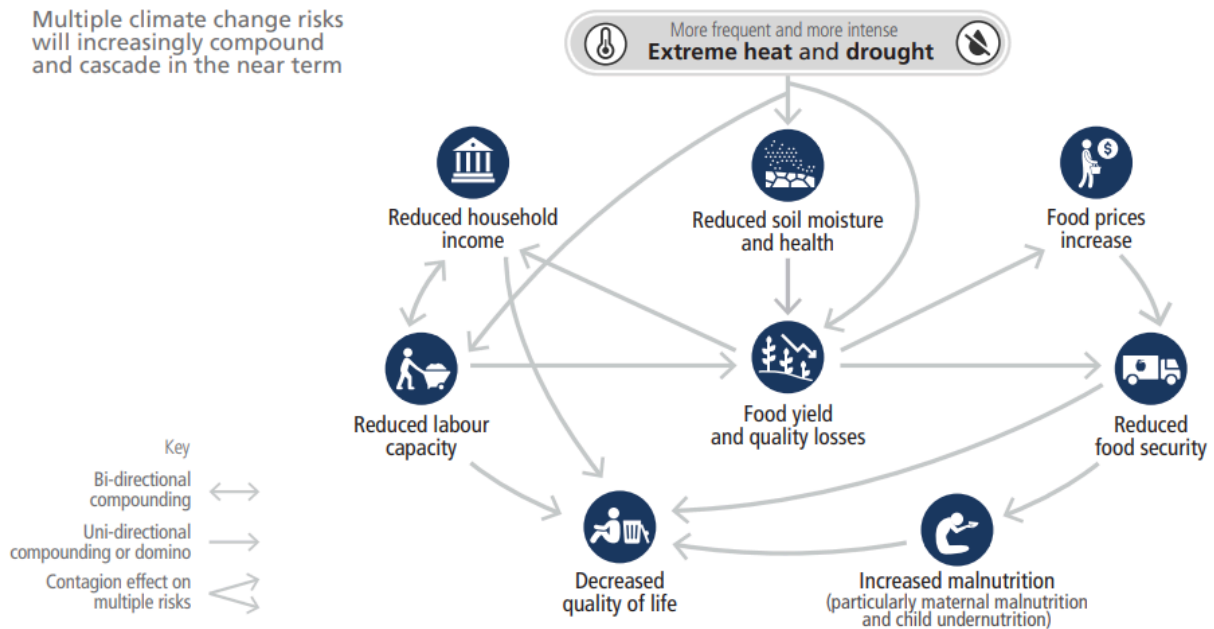 Multiple climate change risks
will increasingly compound
and cascade in the near term
More frequent and more intense
Extreme heat and drought
Reduced household
income
Reduced soil moisture
and health
$
Food prices
increase
Reduced labour
capacity
Food yield
and quality losses
Reduced
food security
Key
Bi-directional
compounding
Uni-directional
compounding or domino
Contagion effect on
multiple risks
Decreased
quality of life
Increased malnutrition
(particularly maternal malnutrition
and child undernutrition)